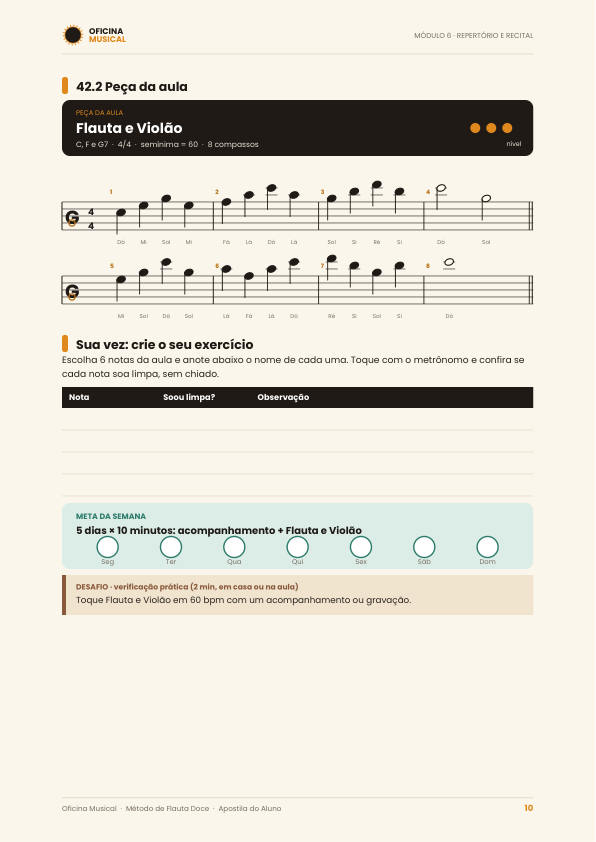 OFICINA
MUSICAL
MÓDULO 6 · REPERTÓRIO E RECITAL
42.2 Peça da aula
PEÇA DA AULA
Flauta e Violão
C, F e G7 · 4/4 · semínima = 60 · 8 compassos
nível
1 2 3 4
G 4 4
Dó Mi Sol Mi Fá Lá Dó Lá Sol Si Ré Si Dó Sol
5 6 7 8
G
Mi Sol Dó Sol Lá Fá Lá Dó Ré Si Sol Si Dó
Sua vez: crie o seu exercício
Escolha 6 notas da aula e anote abaixo o nome de cada uma. Toque com o metrônomo e confira se
cada nota soa limpa, sem chiado.
Nota Soou limpa? Observação
META DA SEMANA
5 dias × 10 minutos: acompanhamento + Flauta e Violão
Seg Ter Qua Qui Sex Sáb Dom
DESAFIO · verificação prática (2 min, em casa ou na aula)
Toque Flauta e Violão em 60 bpm com um acompanhamento ou gravação.
Oficina Musical · Método de Flauta Doce · Apostila do Aluno
10